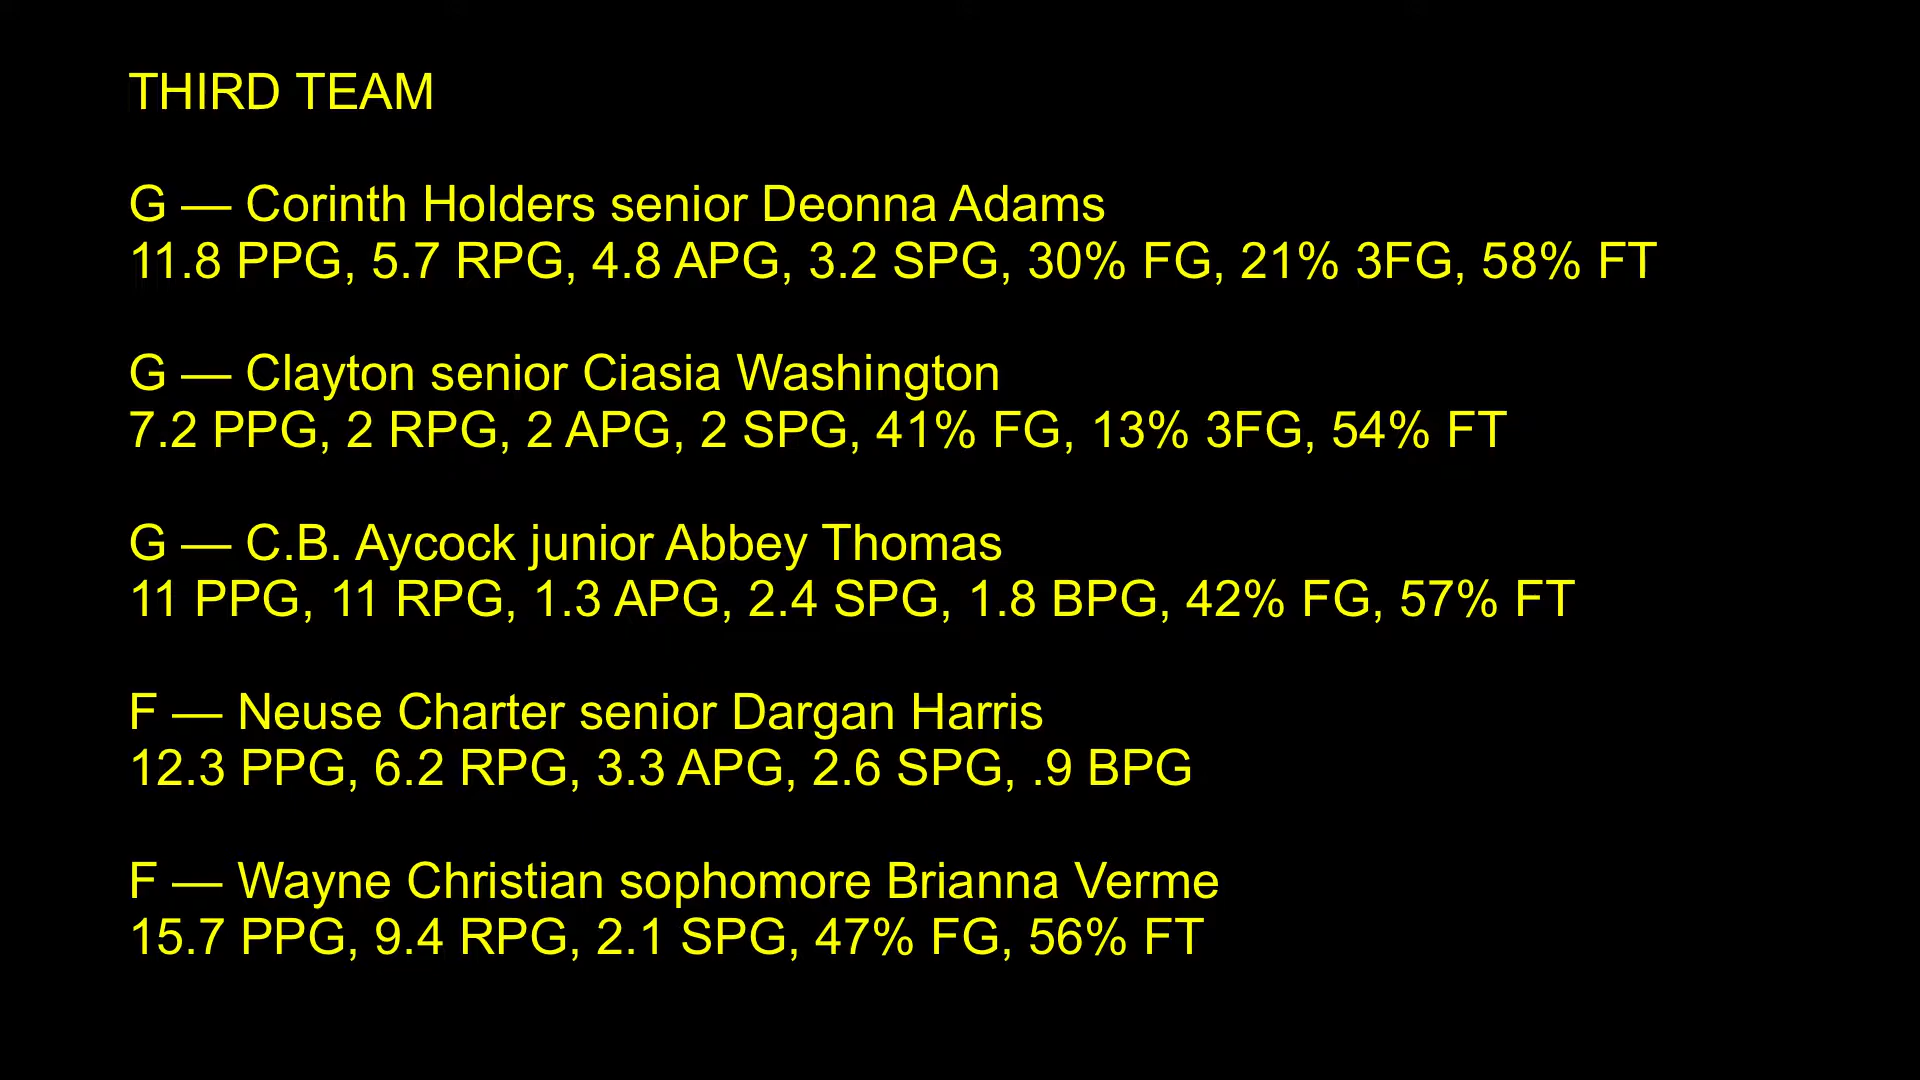 THIRD TEAM
G — Corinth Holders senior Deonna Adams
11.8 PPG, 5.7 RPG, 4.8 APG, 3.2 SPG, 30% FG, 21% 3FG, 58% FT
G — Clayton senior Ciasia Washington
7.2 PPG, 2 RPG, 2 APG, 2 SPG, 41% FG, 13% 3FG, 54% FT
G — C.B. Aycock junior Abbey Thomas
11 PPG, 11 RPG, 1.3 APG, 2.4 SPG, 1.8 BPG, 42% FG, 57% FT
F — Neuse Charter senior Dargan Harris
12.3 PPG, 6.2 RPG, 3.3 APG, 2.6 SPG, .9 BPG
F — Wayne Christian sophomore Brianna Verme
15.7 PPG, 9.4 RPG, 2.1 SPG, 47% FG, 56% FT